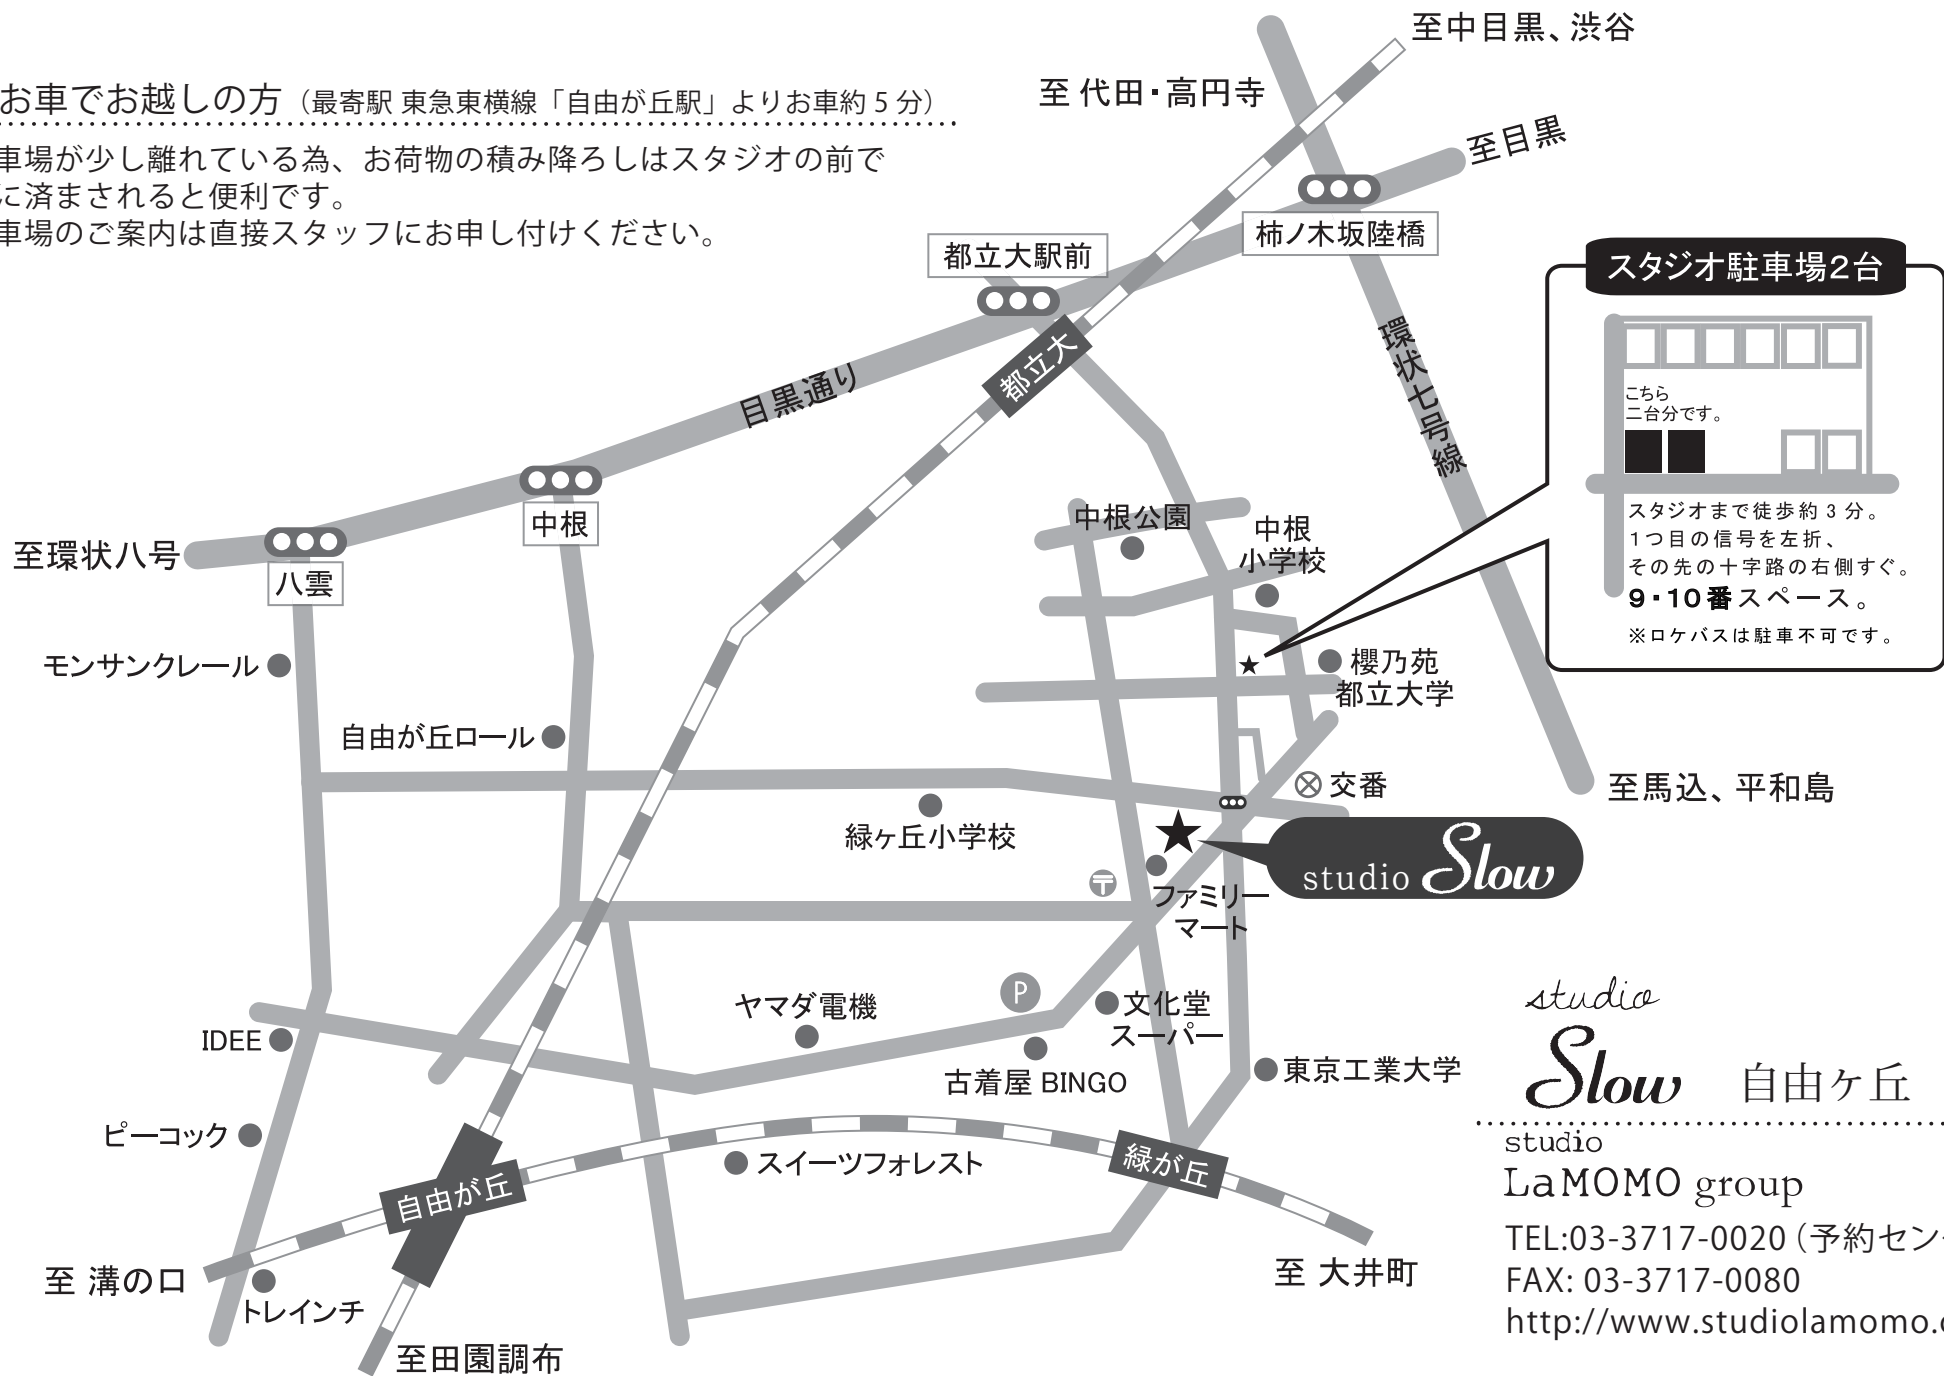 お車でお越しの方（最寄駅 東急東横線「自由が丘駅」よりお車約 5 分）
車場が少し離れている為、お荷物の積み降ろしはスタジオの前で
に済まされると便利です。
車場のご案内は直接スタッフにお申し付けください。
至中目黒、渋谷
至 代田・高円寺
至目黒
柿ノ木坂陸橋
都立大駅前
都立大
目黒通り
環状七号線
中根
至環状八号
八雲
スタジオ駐車場2台
こちら
二台分です。
スタジオまで徒歩約 3 分。
1つ目の信号を左折、
その先の十字路の右側すぐ。
9・10番スペース。
※ロケバスは駐車不可です。
中根公園
中根
小学校
モンサンクレール
櫻乃苑
都立大学
自由が丘ロール
交番
至馬込、平和島
緑ヶ丘小学校
studio Slow
〒
ファミリー
マート
ヤマダ電機
P
文化堂
スーパー
IDEE
古着屋 BINGO
東京工業大学
ピーコック
スイーツフォレスト
緑が丘
自由が丘
至 溝の口
トレインチ
至 大井町
至田園調布
studio
Slow 自由ヶ丘
studio
LaMOMO group
TEL:03-3717-0020（予約セン
FAX: 03-3717-0080
http://www.studiolamomo.